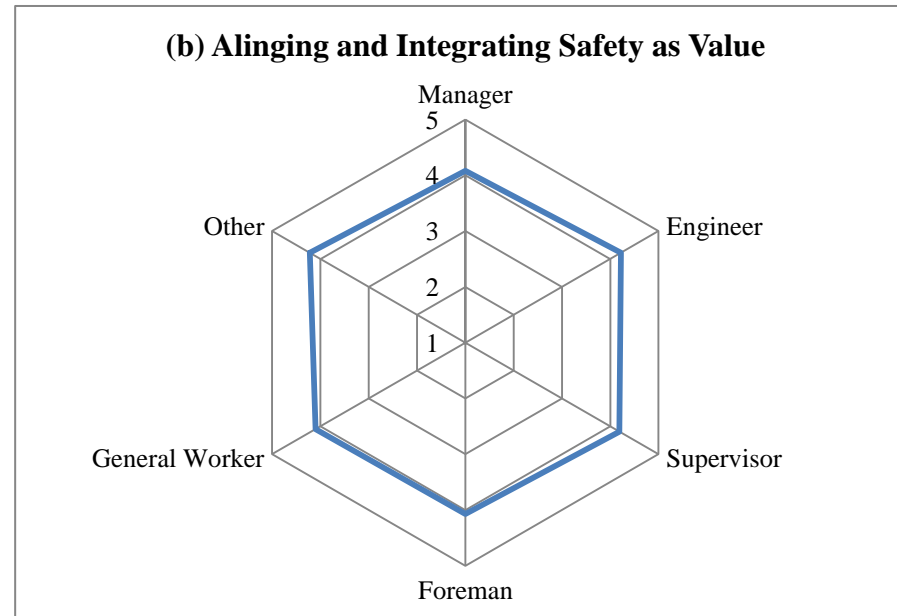 (b) Alinging and Integrating Safety as Value
Manager
5
4
3
2
1
Other
Engineer
General Worker
Supervisor
Foreman